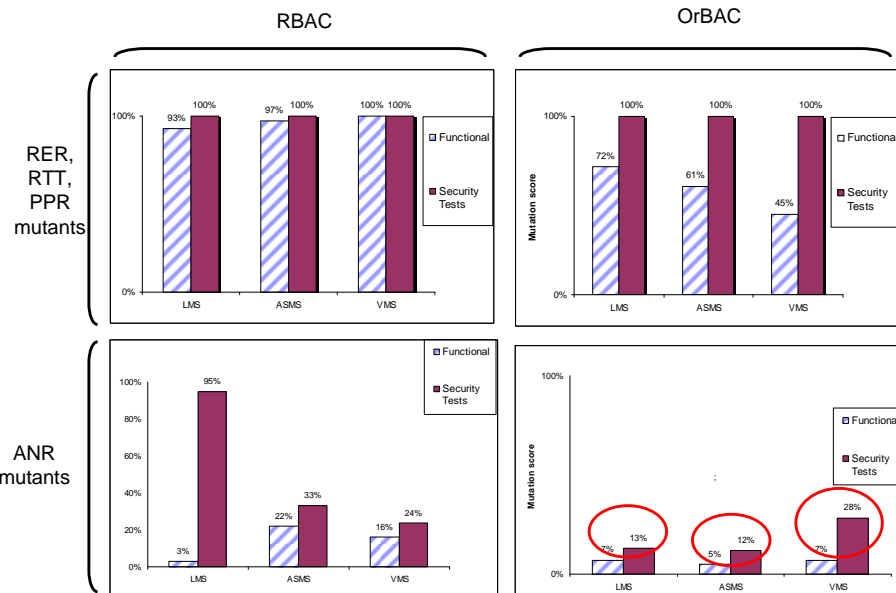 RBAC
OrBAC
RER,
RTT,
PPR
mutants
100%
0%
93%
100%
97%
100%
100%
100%
LMS
ASMS
VMS
Functional
Security
Tests
Mutation score
100%
0%
72%
100%
61%
100%
45%
100%
LMS
ASMS
VMS
Functiona
Security
Tests
ANR
mutants
100%
80%
60%
40%
20%
0%
3%
95%
22%
33%
16%
24%
LMS
ASMS
VMS
Functional
Security
Tests
Mutation score
100%
0%
7%
13%
5%
12%
7%
28%
;
LMS
ASMS
VMS
Functiona
Security
Tests